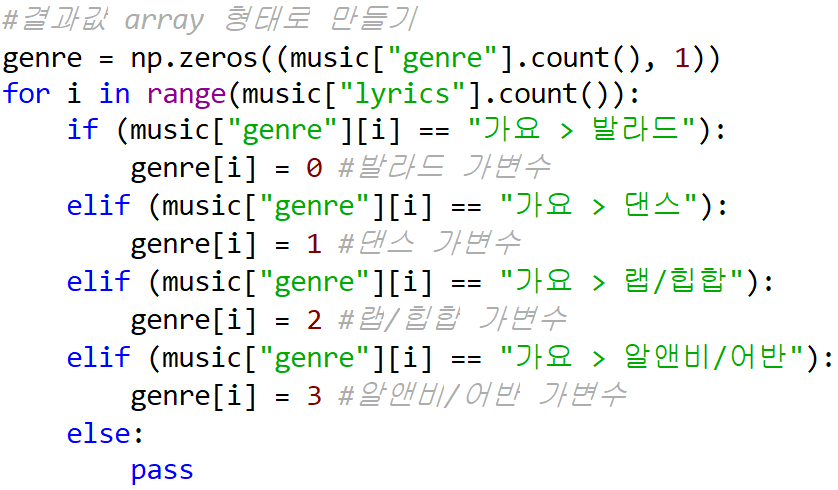 #결과값 array 형태로 만들기
genre = np.zeros((music["genre"].count(), 1))
for i in range(music["lyrics"].count()):
    if (music["genre"][i] == "가요 > 발라드"):
        genre[i] = 0 #발라드 가변수
    elif (music["genre"][i] == "가요 > 댄스"):
        genre[i] = 1 #댄스 가변수
    elif (music["genre"][i] == "가요 > 랩/힙합"):
        genre[i] = 2 #랩/힙합 가변수
    elif (music["genre"][i] == "가요 > 알앤비/어반"):
        genre[i] = 3 #알앤비/어반 가변수
    else:
        pass